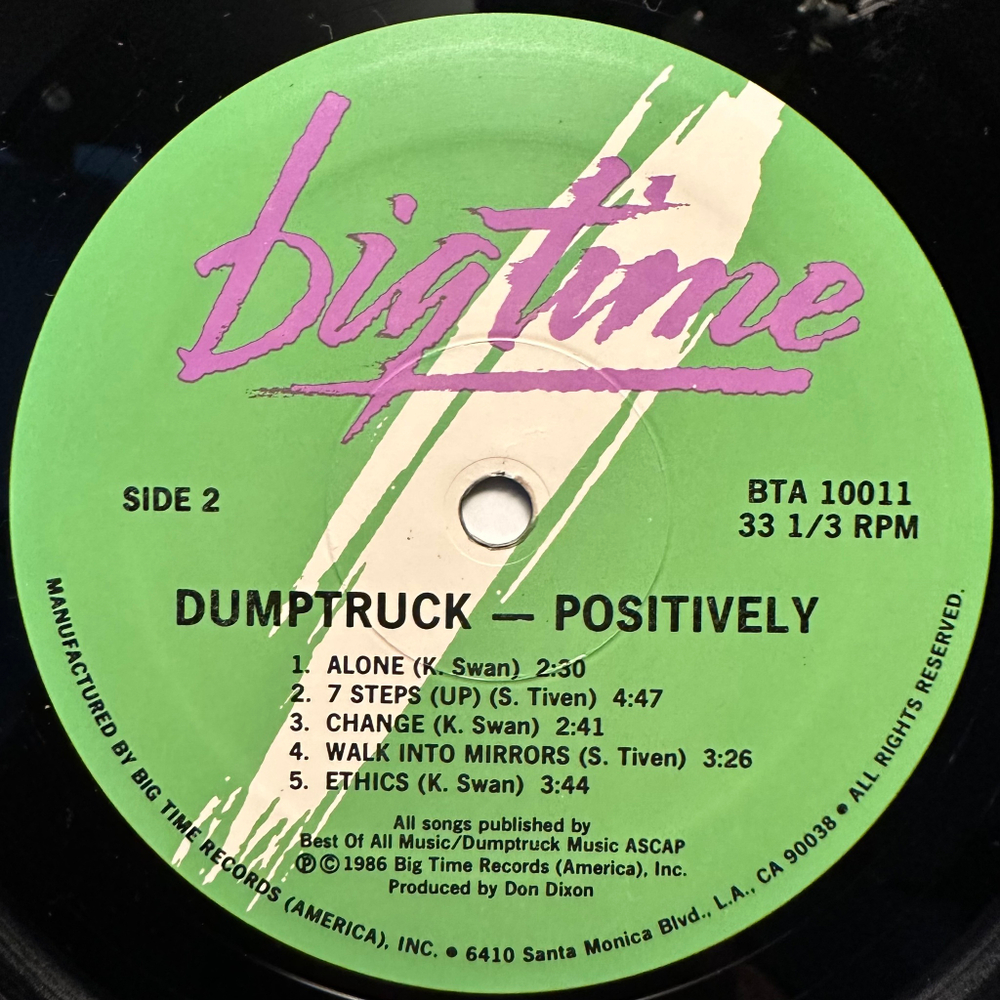 bigtime
SIDE 2
BTA 10011
33 1/3 RPM
DUMPTRUCK — POSITIVELY
1. ALONE (K. Swan) 2:30
2. 7 STEPS (UP) (S. Tiven) 4:47
3. CHANGE (K. Swan) 2:41
4. WALK INTO MIRRORS (S. Tiven) 3:26
5. ETHICS (K. Swan) 3:44
All songs published by
Best Of All Music/Dumptruck Music ASCAP
℗ © 1986 Big Time Records (America), Inc.
Produced by Don Dixon
MANUFACTURED BY BIG TIME RECORDS (AMERICA), INC. ● 6410 Santa Monica Blvd., L.A., CA 90038 ● ALL RIGHTS RESERVED.